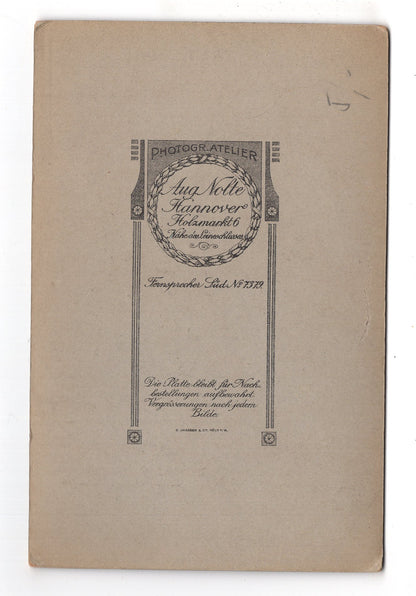 PHOTOGR. ATELIER
Aug Nolte
Hannover
Holzmarkt 6
Nähe des Leineschlosses
Fernsprecher Süd No 7379.
Die Platte bleibt für Nach-
bestellungen aufbewahrt.
Vergrösserungen nach jedem
Bilde.